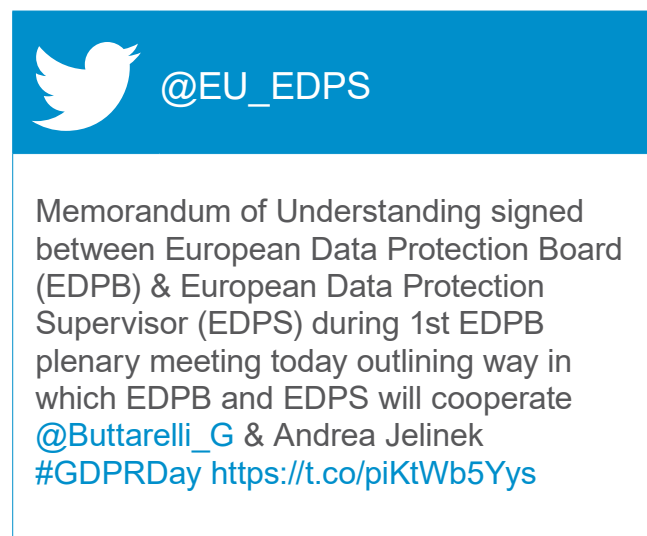 @EU_EDPS
Memorandum of Understanding signed
between European Data Protection Board
(EDPB) & European Data Protection
Supervisor (EDPS) during 1st EDPB
plenary meeting today outlining way in
which EDPB and EDPS will cooperate
@Buttarelli_G & Andrea Jelinek
#GDPRDay https://t.co/piKtWb5Yys